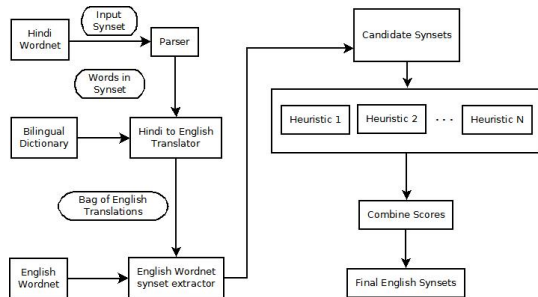 Input
Synset
Hindi
Wordnet
Parser
Words in
Synset
Bilingual
Dictionary
Hindi to English
Translator
Bag of English
Translations
English
Wordnet
English Wordnet
synset extractor
Candidate Synsets
Heuristic 1
Heuristic 2
. . .
Heuristic N
Combine Scores
Final English Synsets